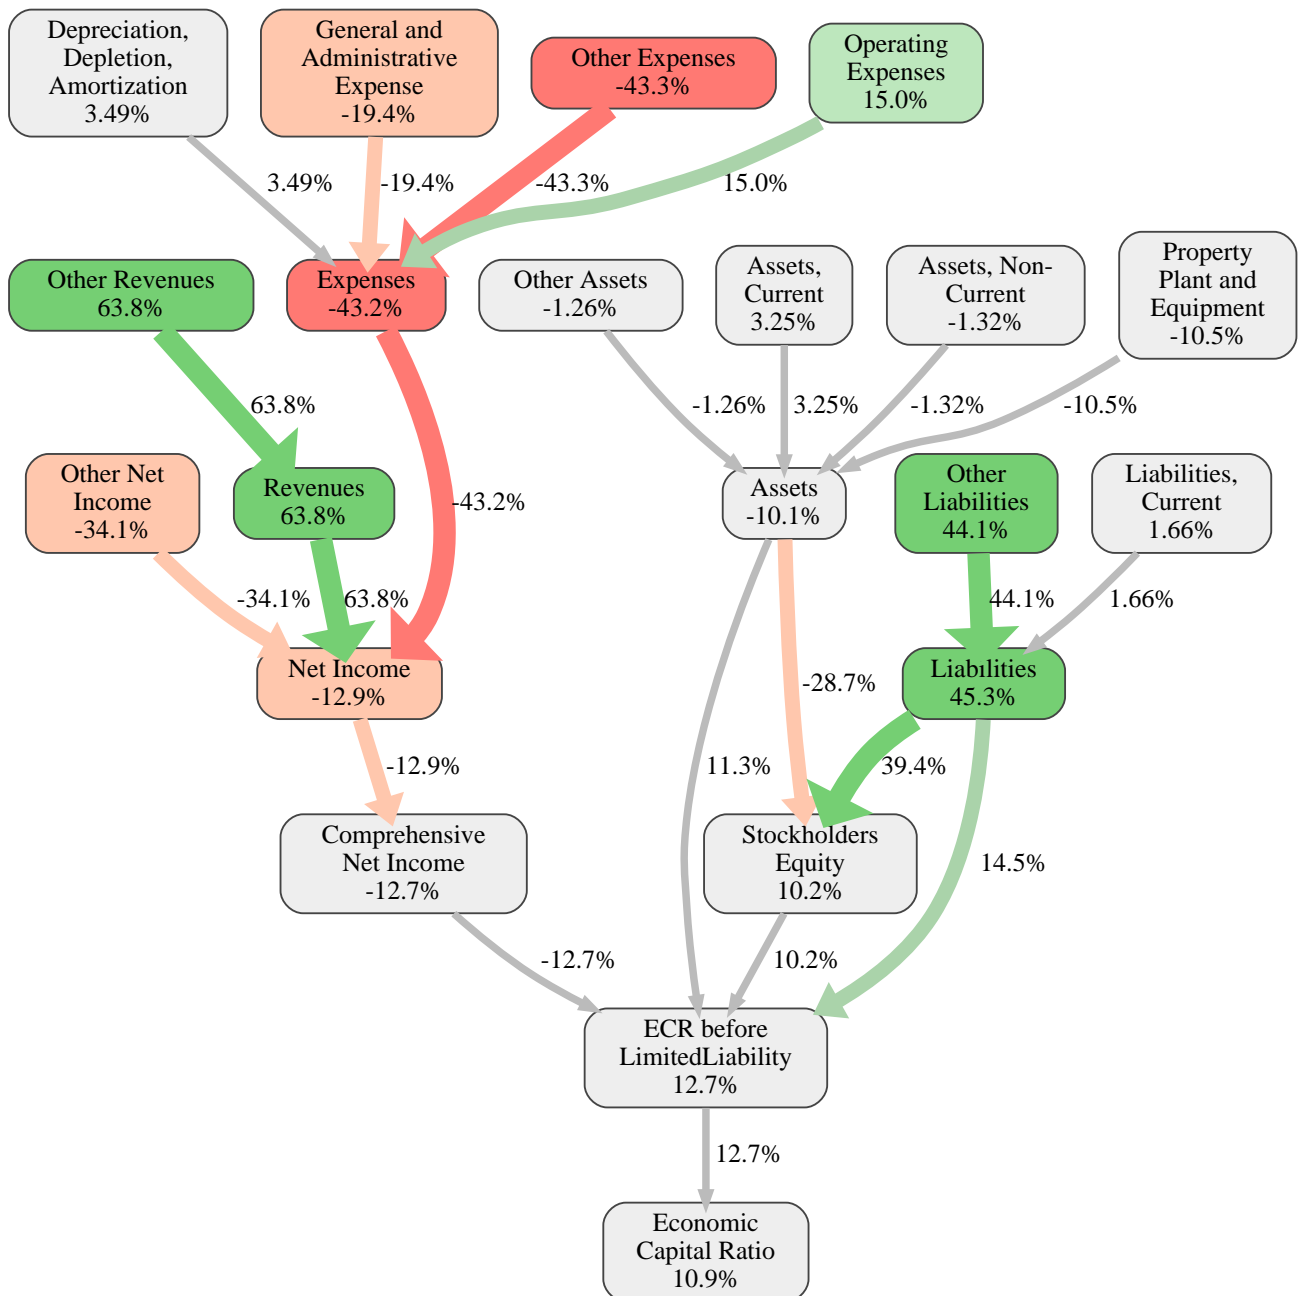 Depreciation,
Depletion,
Amortization
3.49%
General and
Administrative
Expense
-19.4%
Other Expenses
-43.3%
Operating
Expenses
15.0%
3.49%
-19.4%
-43.3%
15.0%
Other Revenues
63.8%
Expenses
-43.2%
Other Assets
-1.26%
Assets,
Current
3.25%
Assets, Non-
Current
-1.32%
Property
Plant and
Equipment
-10.5%
63.8%
-1.26%
3.25%
-1.32%
-10.5%
Other Net
Income
-34.1%
Revenues
63.8%
-43.2%
Assets
-10.1%
Other
Liabilities
44.1%
Liabilities,
Current
1.66%
-34.1%
63.8%
44.1%
1.66%
Net Income
-12.9%
-28.7%
Liabilities
45.3%
-12.9%
11.3%
39.4%
Comprehensive
Net Income
-12.7%
Stockholders
Equity
10.2%
14.5%
-12.7%
10.2%
ECR before
LimitedLiability
12.7%
12.7%
Economic
Capital Ratio
10.9%